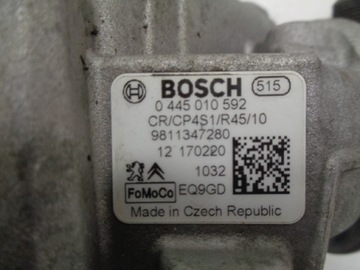 BOSCH 515
0 445 010 592
CR/CP4S1/R45/10
9811347280
12 170220
1032
FoMoCo EQ9GD
Made in Czech Republic